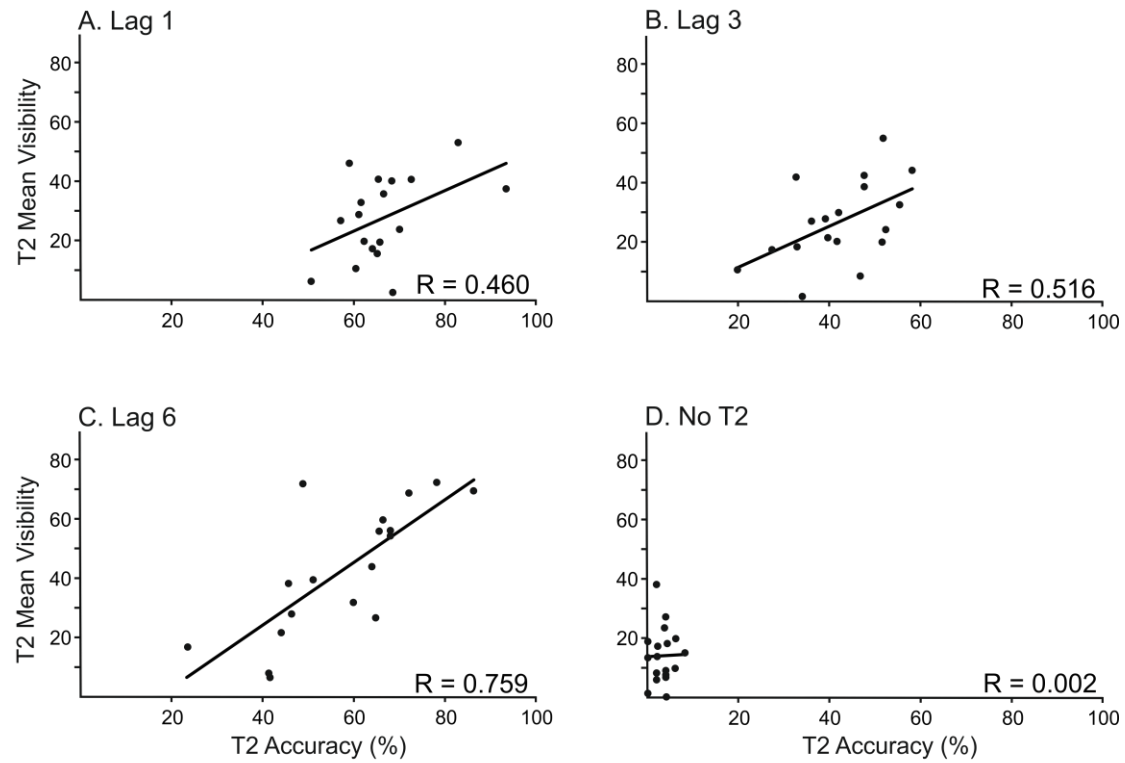 A. Lag 1
80
60
40
20
T2 Mean Visibility
R = 0.460
20 40 60 80 100
B. Lag 3
80
60
40
20
R = 0.516
20 40 60 80 100
C. Lag 6
80
60
40
20
T2 Mean Visibility
R = 0.759
20 40 60 80 100
T2 Accuracy (%)
D. No T2
80
60
40
20
R = 0.002
20 40 60 80 100
T2 Accuracy (%)